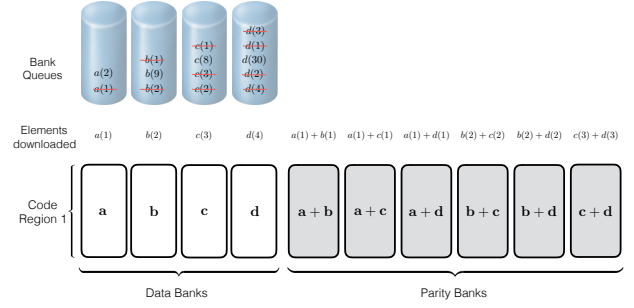 d(3)
c(1) d(1)
b(1) c(8) d(30)
a(2) b(9) c(3) d(2)
a(1) b(2) c(2) d(4)
Bank
Queues
Elements
downloaded
a(1) b(2) c(3) d(4) a(1) + b(1) a(1) + c(1) a(1) + d(1) b(2) + c(2) b(2) + d(2) c(3) + d(3)
Code
Region 1
a b c d a + b a + c a + d b + c b + d c + d
Data Banks Parity Banks